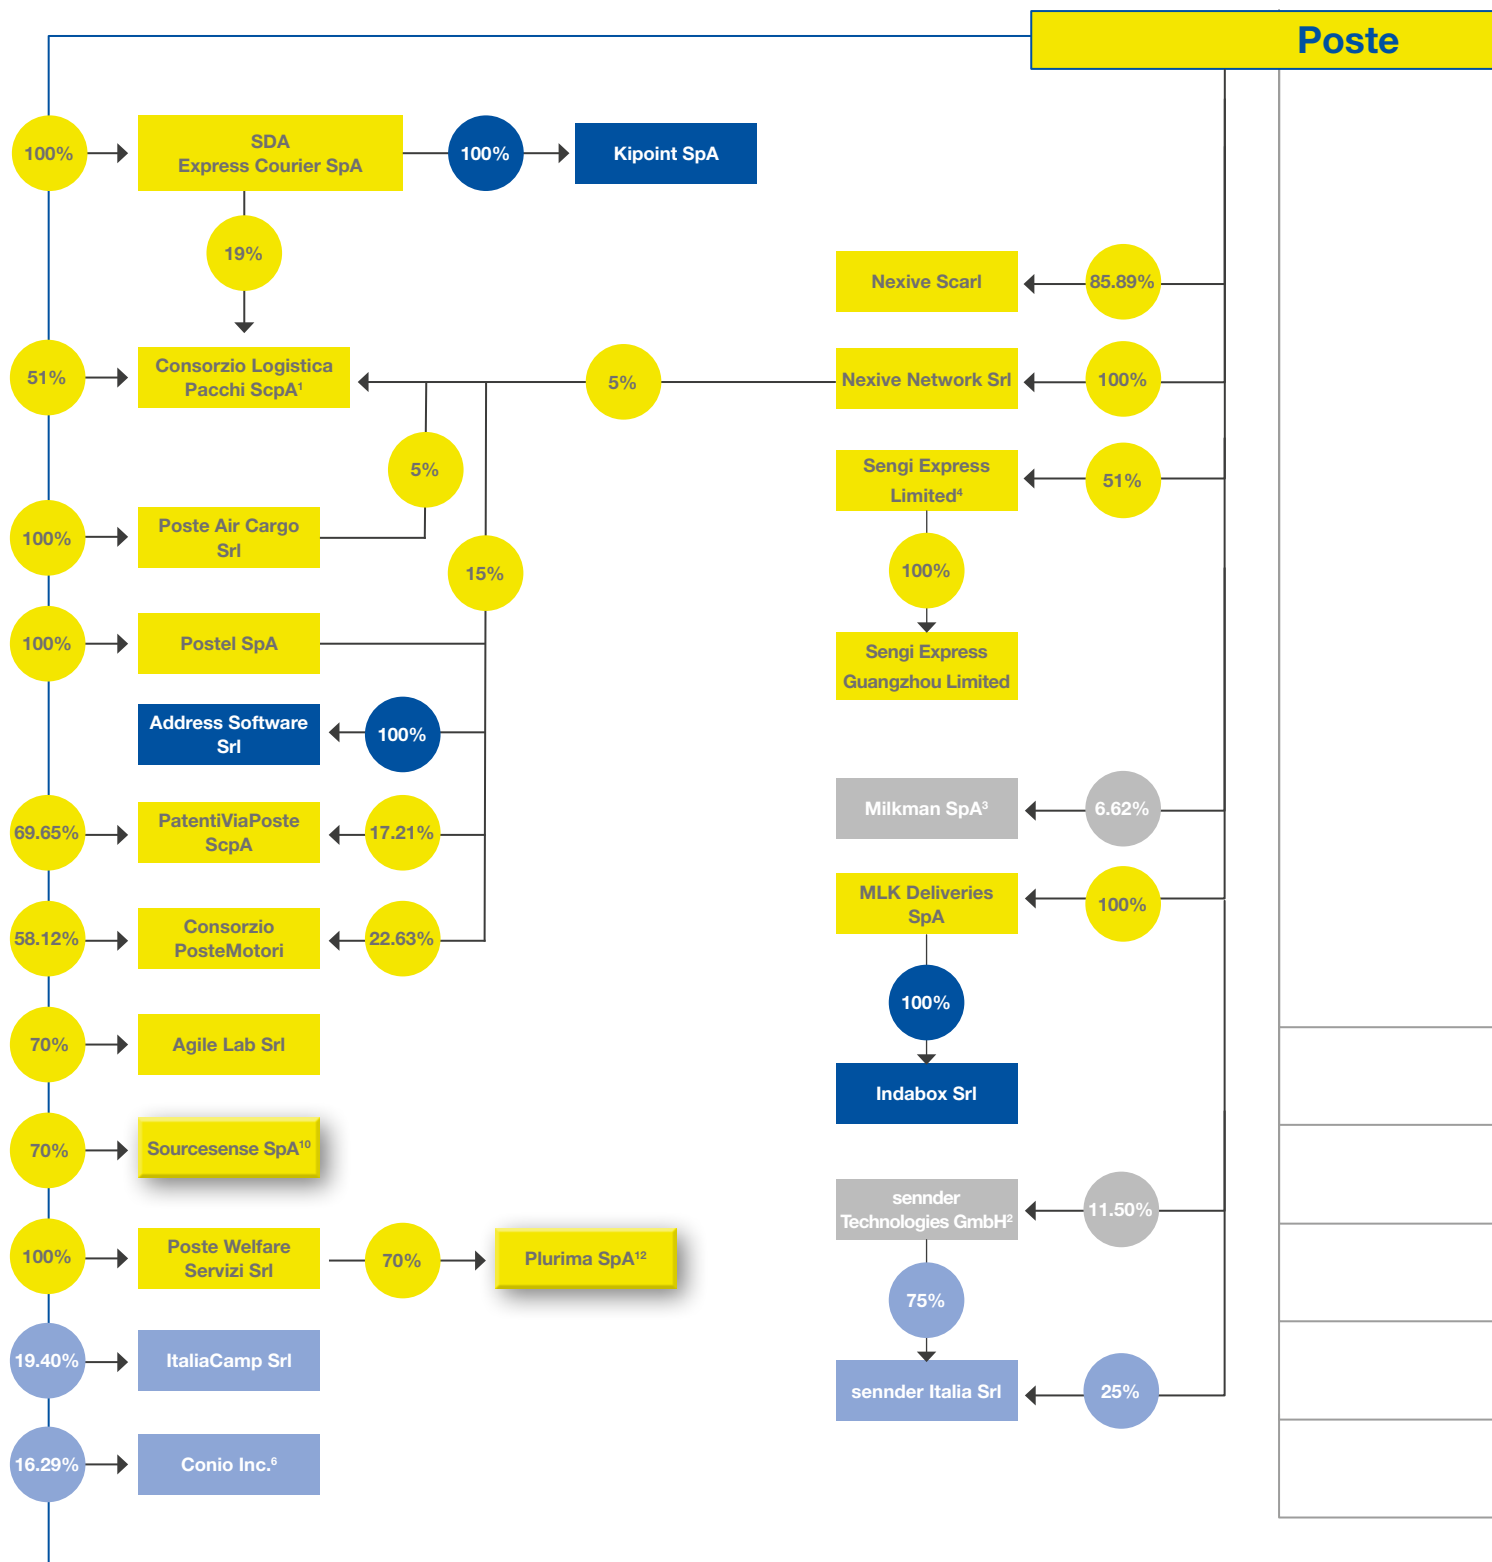 Poste
100%
SDA
Express Courier SpA
100%
Kipoint SpA
19%
Nexive Scarl
85.89%
51%
Consorzio Logistica
Pacchi ScpA¹
5%
Nexive Network Srl
100%
5%
Sengi Express
Limited⁴
51%
100%
Poste Air Cargo
Srl
15%
100%
100%
Postel SpA
Sengi Express
Guangzhou Limited
Address Software
Srl
100%
69.65%
PatentiViaPoste
ScpA
17.21%
Milkman SpA³
6.62%
58.12%
Consorzio
PosteMotori
22.63%
MLK Deliveries
SpA
100%
100%
70%
Agile Lab Srl
Indabox Srl
70%
Sourcesense SpA¹⁰
sennder
Technologies GmbH²
11.50%
100%
Poste Welfare
Servizi Srl
70%
Plurima SpA¹²
75%
19.40%
ItaliaCamp Srl
sennder Italia Srl
25%
16.29%
Conio Inc.⁶